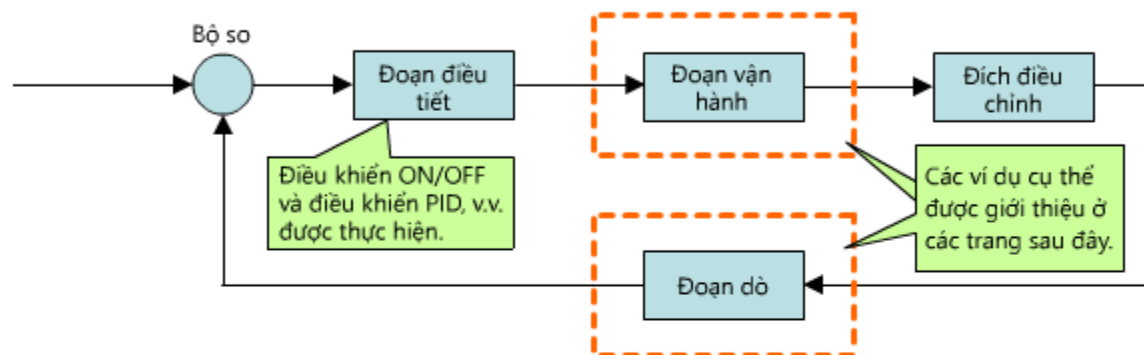 Bộ so
Đoạn điều
tiết
Đoạn vận
hành
Đích điều
chỉnh
Điều khiển ON/OFF
và điều khiển PID, v.v.
được thực hiện.
Các ví dụ cụ thể
được giới thiệu ở
các trang sau đây.
Đoạn dò